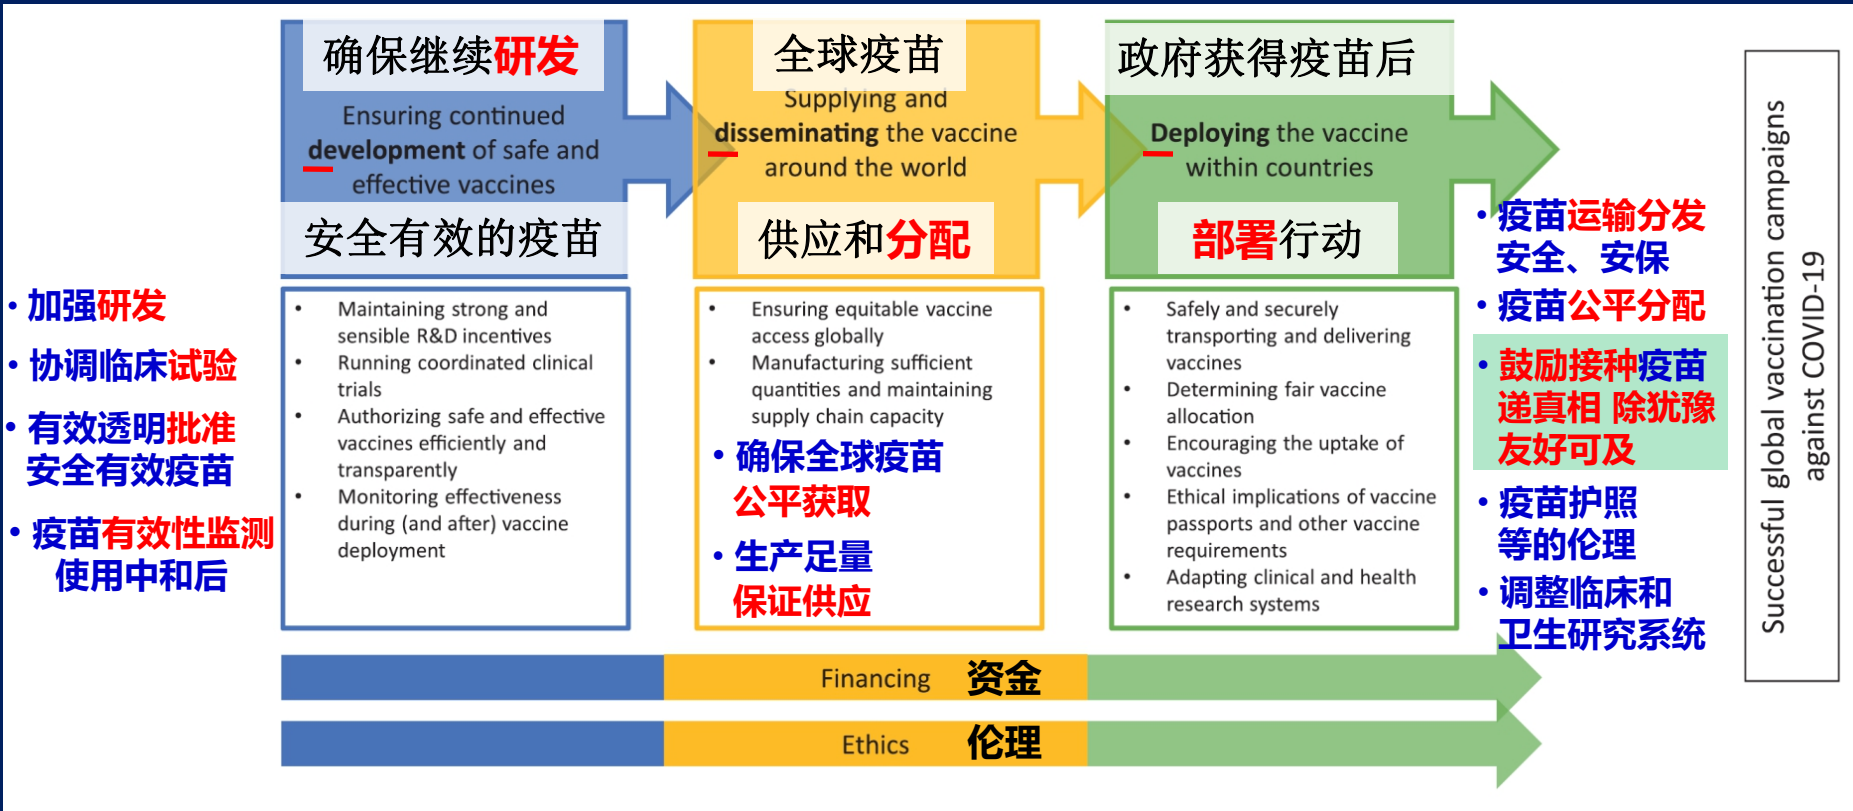 确保继续研发
Ensuring continued
development of safe and
effective vaccines
安全有效的疫苗
全球疫苗
Supplying and
disseminating the vaccine
around the world
供应和分配
政府获得疫苗后
Deploying the vaccine
within countries
部署行动
• 加强研发
• 协调临床试验
• 有效透明批准
安全有效疫苗
• 疫苗有效性监测
使用中和后
• Maintaining strong and
sensible R&D incentives
• Running coordinated clinical
trials
• Authorizing safe and effective
vaccines efficiently and
transparently
• Monitoring effectiveness
during (and after) vaccine
deployment
• Ensuring equitable vaccine
access globally
• Manufacturing sufficient
quantities and maintaining
supply chain capacity
• 确保全球疫苗
公平获取
• 生产足量
保证供应
• Safely and securely
transporting and delivering
vaccines
• Determining fair vaccine
allocation
• Encouraging the uptake of
vaccines
• Ethical implications of vaccine
passports and other vaccine
requirements
• Adapting clinical and health
research systems
• 疫苗运输分发
安全、安保
• 疫苗公平分配
• 鼓励接种疫苗
递真相 除犹豫
友好可及
• 疫苗护照
等的伦理
• 调整临床和
卫生研究系统
Successful global vaccination campaigns
against COVID-19
Financing 资金
Ethics 伦理